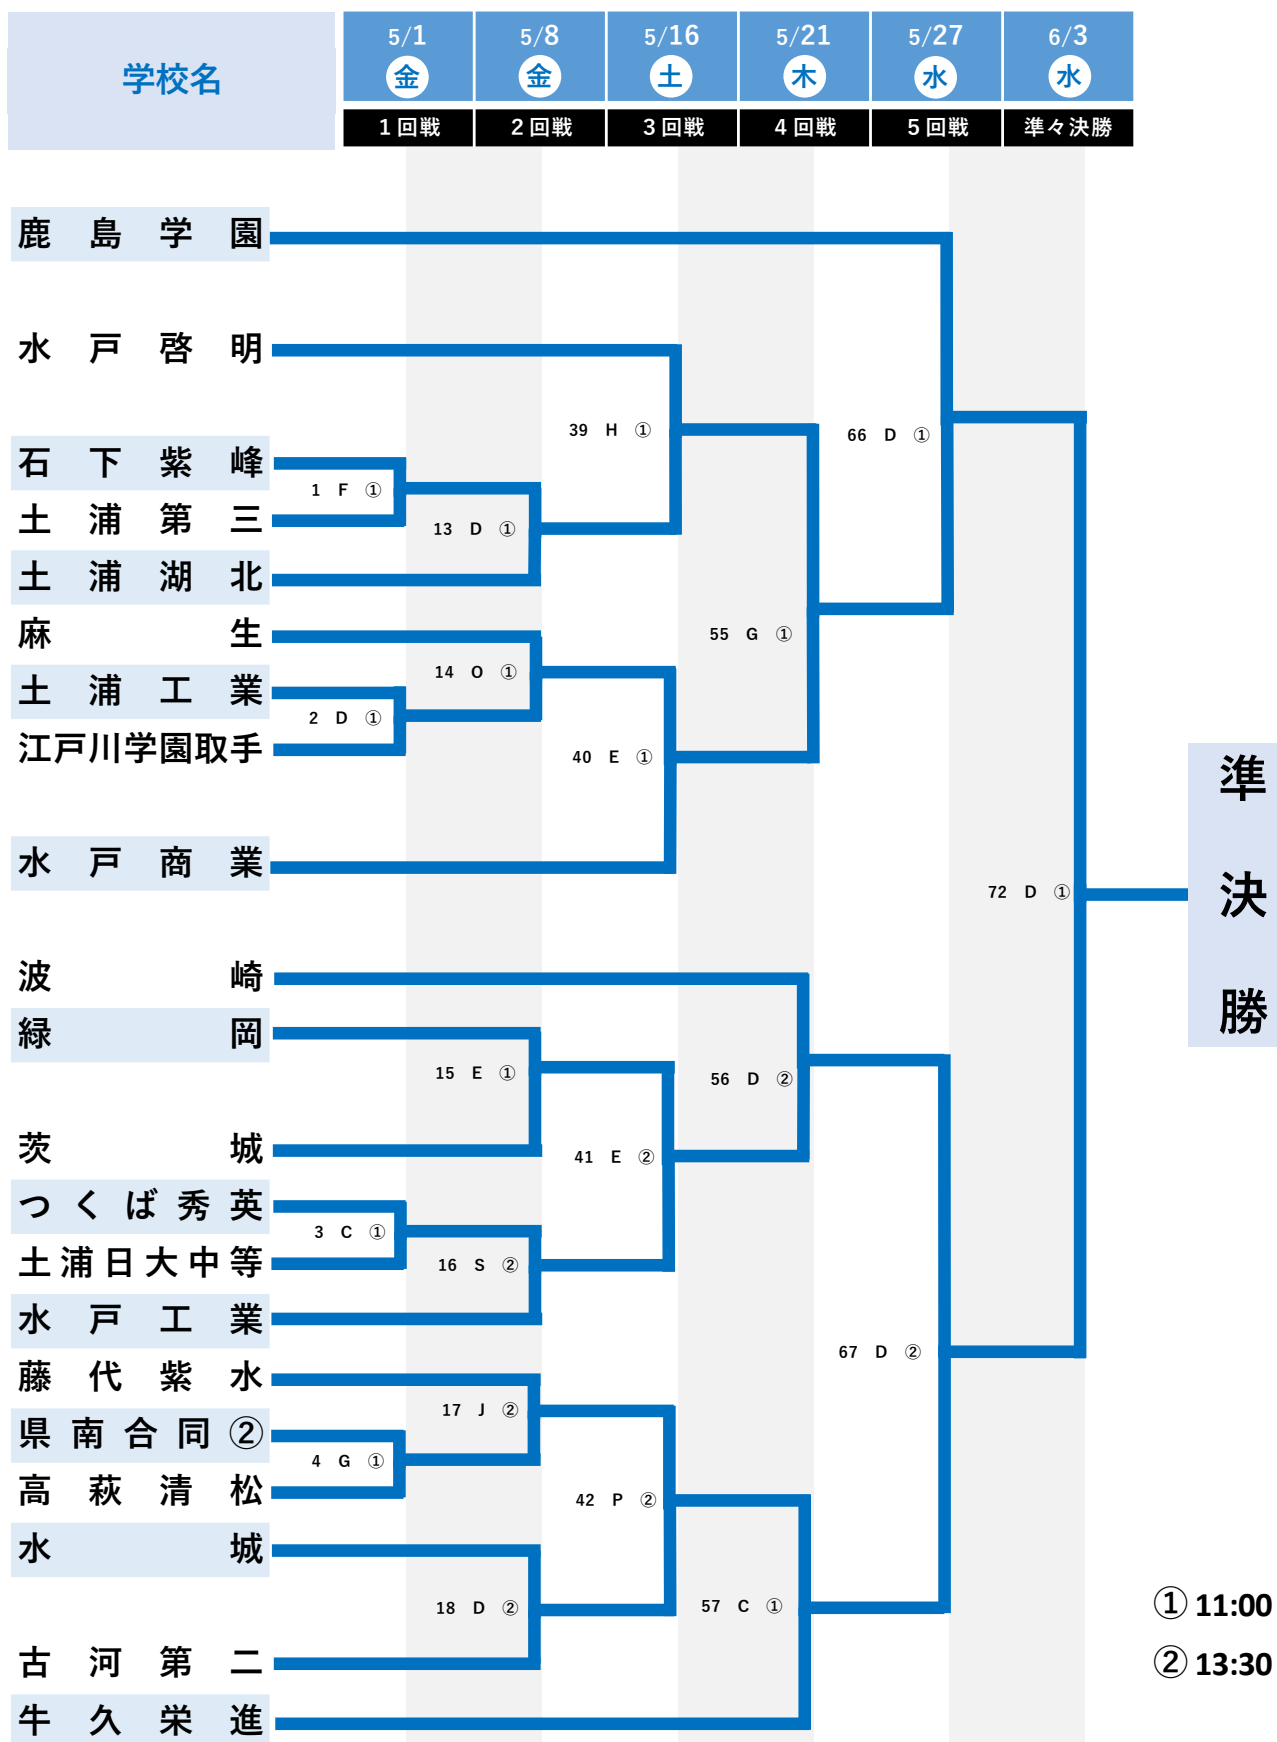 学校名
5/1 5/8 5/16 5/21 5/27 6/3
金 金 土 木 水 水
1回戦 2回戦 3回戦 4回戦 5回戦 準々決勝
鹿島学園
水戸啓明
39 H ①
66 D ①
石下紫峰
1 F ①
土浦第三
13 D ①
土浦湖北
麻生
55 G ①
14 O ①
土浦工業
2 D ①
江戸川学園取手
40 E ①
水戸商業
72 D ①
準決勝
波崎
緑岡
15 E ①
56 D ②
茨城
41 E ②
つくば秀英
3 C ①
土浦日大中等
16 S ②
水戸工業
67 D ②
藤代紫水
17 J ②
県南合同②
4 G ①
高萩清松
42 P ②
水城
18 D ②
57 C ①
古河第二
牛久栄進
① 11:00
② 13:30